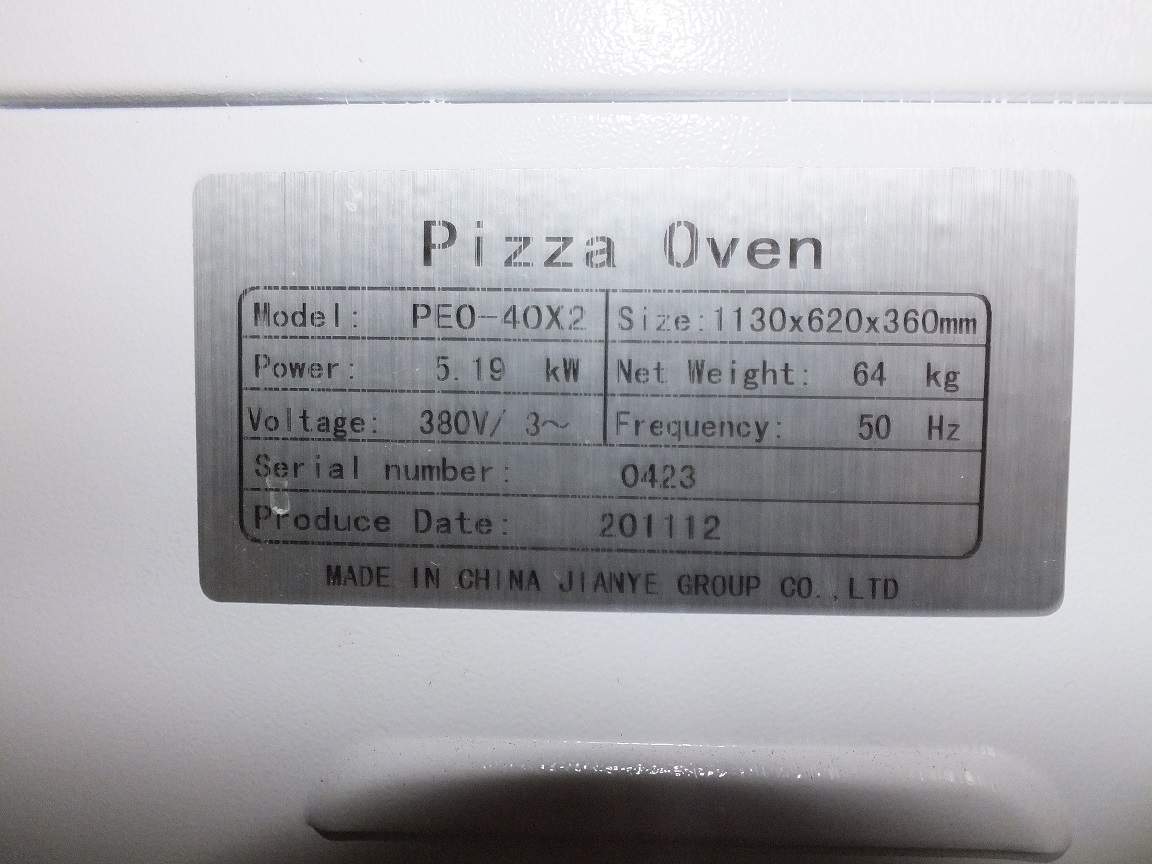 Pizza Oven
Model: PEO-40X2 Size:1130x620x360mm
Power: 5.19 kW Net Weight: 64 kg
Voltage: 380V/ 3~ Frequency: 50 Hz
Serial number: 0423
Produce Date: 201112
MADE IN CHINA JIANYE GROUP CO.,LTD